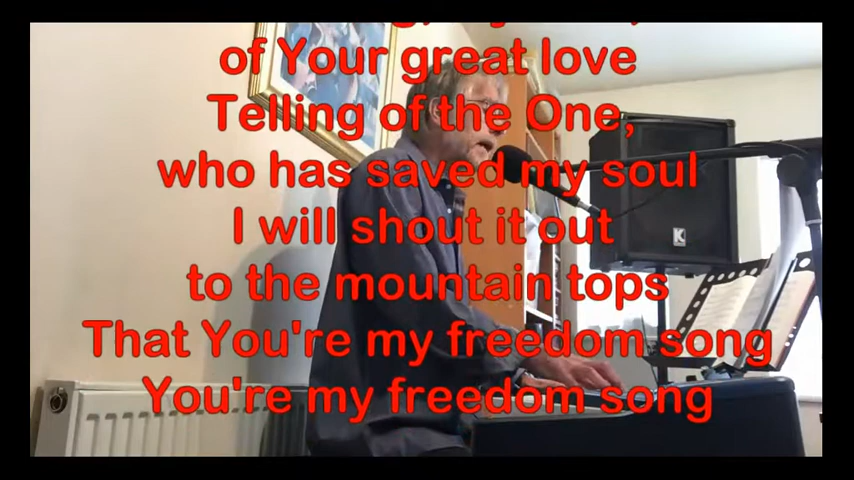 of Your great love
Telling of the One,
who has saved my soul
I will shout it out
to the mountain tops
That You're my freedom song
You're my freedom song
K